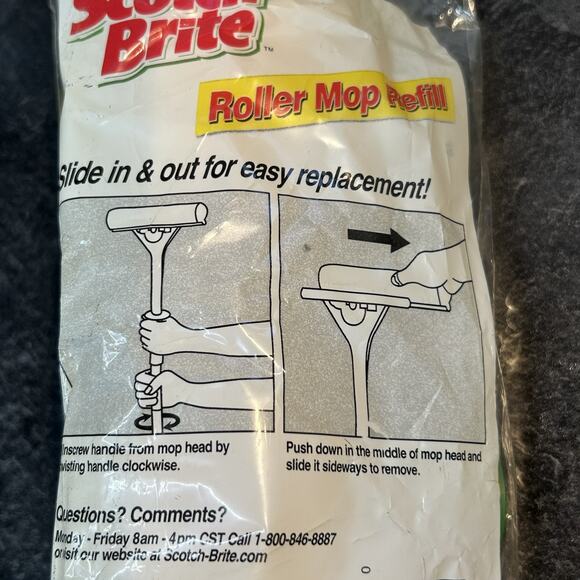 Scotch
Brite
™
Roller Mop Refill
Slide in & out for easy replacement!
Unscrew handle from mop head by
twisting handle clockwise.
Push down in the middle of mop head and
slide it sideways to remove.
Questions? Comments?
Monday - Friday 8am - 4pm CST Call 1-800-846-8887
or visit our website at Scotch-Brite.com